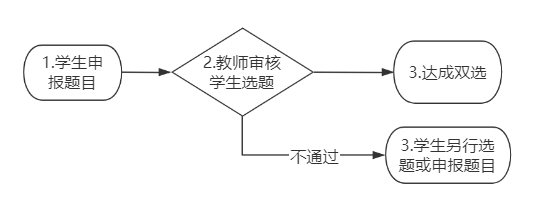 1.学生申
报题目
2.教师审核
学生选题
3.达成双选
不通过
3.学生另行选
题或申报题目